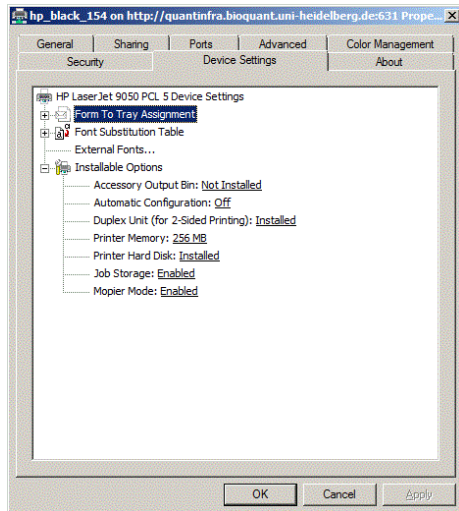 hp_black_154 on http://quantinfra.bioquant.uni-heidelberg.de:631 Prope...
General Sharing Ports Advanced Color Management
Security Device Settings About
HP LaserJet 9050 PCL 5 Device Settings
Form To Tray Assignment
Font Substitution Table
External Fonts...
Installable Options
Accessory Output Bin: Not Installed
Automatic Configuration: Off
Duplex Unit (for 2-Sided Printing): Installed
Printer Memory: 256 MB
Printer Hard Disk: Installed
Job Storage: Enabled
Mopier Mode: Enabled
OK Cancel Apply